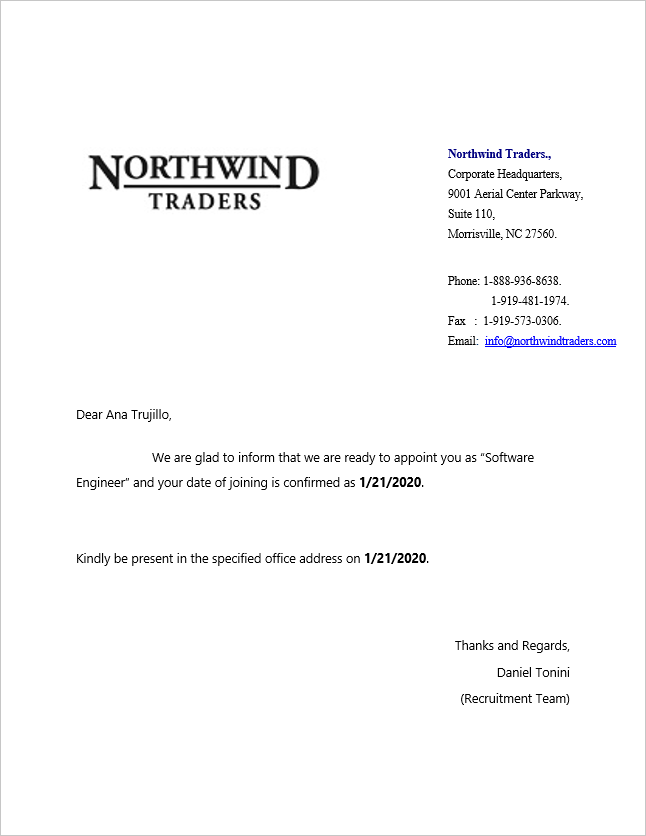 NORTHWIND
TRADERS
Northwind Traders.,
Corporate Headquarters,
9001 Aerial Center Parkway,
Suite 110,
Morrisville, NC 27560.
Phone: 1-888-936-8638.
1-919-481-1974.
Fax : 1-919-573-0306.
Email: info@northwindtraders.com
Dear Ana Trujillo,
We are glad to inform that we are ready to appoint you as “Software
Engineer” and your date of joining is confirmed as 1/21/2020.
Kindly be present in the specified office address on 1/21/2020.
Thanks and Regards,
Daniel Tonini
(Recruitment Team)